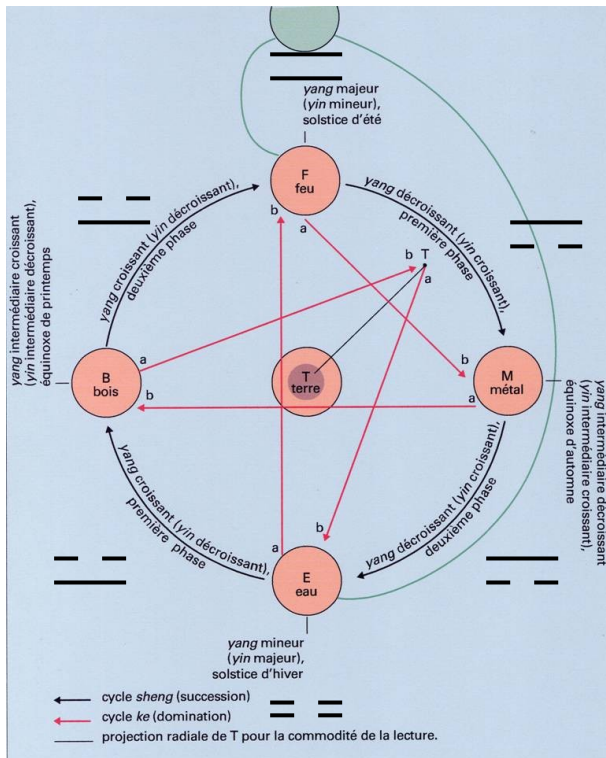 yang majeur
(yin mineur),
solstice d'été
F
feu
b
a
yang croissant (yin décroissant),
deuxième phase
yang décroissant (yin croissant),
première phase
b T
a
yang intermédiaire croissant
(yin intermédiaire décroissant),
équinoxe de printemps
B
bois
a
b
T
terre
b
a
M
métal
yang intermédiaire décroissant
(yin intermédiaire croissant),
équinoxe d'automne
yang croissant (yin décroissant),
première phase
yang décroissant (yin croissant),
deuxième phase
b
a
E
eau
yang mineur
(yin majeur),
solstice d'hiver
cycle sheng (succession)
cycle ke (domination)
projection radiale de T pour la commodité de la lecture.